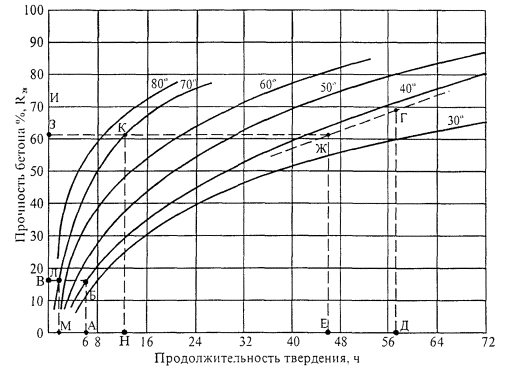 Прочность бетона %, R₂₈
100
90
80
70
60
50
40
30
20
10
0
И
З
В
Л
К
Б
Ж
Г
80°
70°
60°
50°
40°
30°
М
А
Н
Е
Д
6 8
16
24
32
40
48
56
64
72
Продолжительность твердения, ч